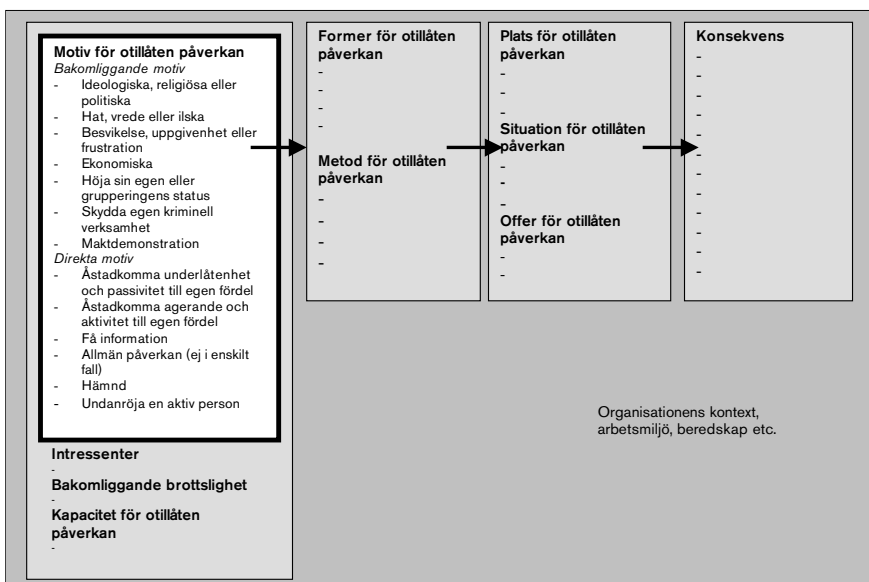 Motiv för otillåten påverkan
Bakomliggande motiv
- Ideologiska, religiösa eller
politiska
- Hat, vrede eller ilska
- Besvikelse, uppgivenhet eller
frustration
- Ekonomiska
- Höja sin egen eller
grupperingens status
- Skydda egen kriminell
verksamhet
- Maktdemonstration
Direkta motiv
- Åstadkomma underlåtenhet
och passivitet till egen fördel
- Åstadkomma agerande och
aktivitet till egen fördel
- Få information
- Allmän påverkan (ej i enskilt
fall)
- Hämnd
- Undanröja en aktiv person
Intressenter
-
Bakomliggande brottslighet
-
Kapacitet för otillåten
påverkan
-
Former för otillåten
påverkan
-
-
-
-
Metod för otillåten
påverkan
-
-
-
-
Plats för otillåten
påverkan
-
-
-
Situation för otillåten
påverkan
-
-
-
Offer för otillåten
påverkan
-
-
Konsekvens
-
-
-
-
-
-
-
-
-
-
-
-
Organisationens kontext,
arbetsmiljö, beredskap etc.